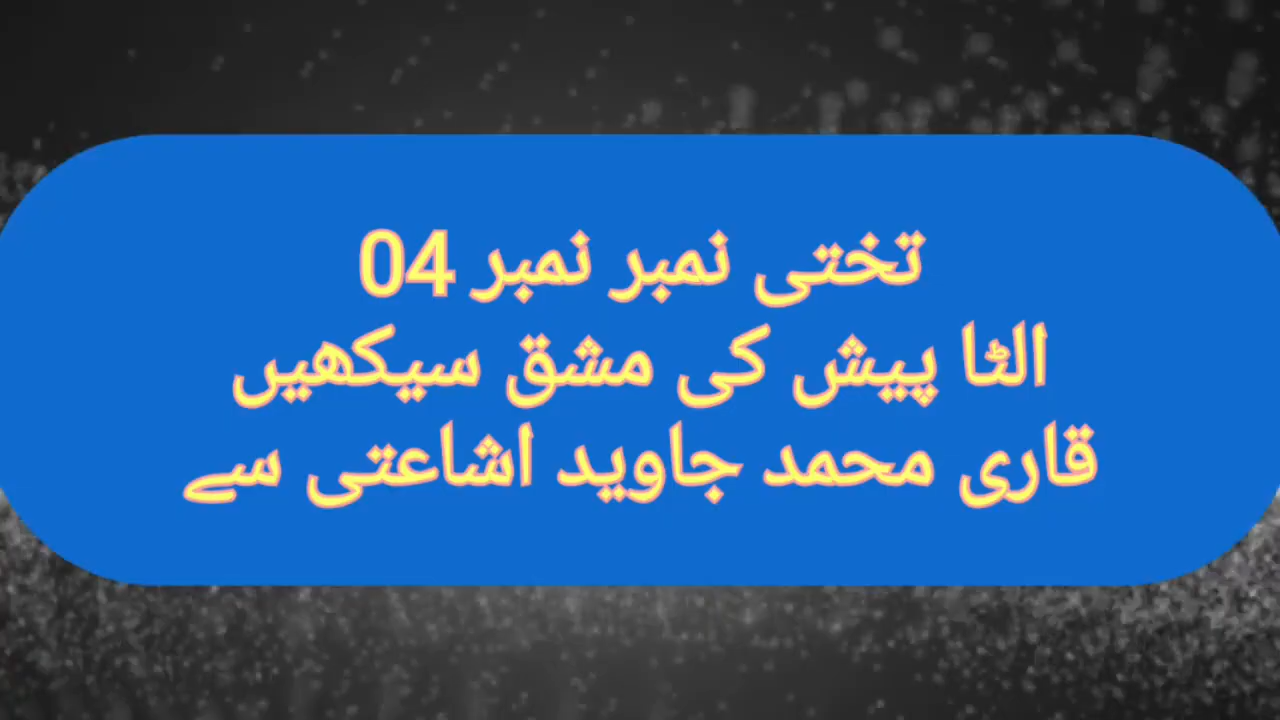 تختی نمبر نمبر 04
الٹا پیش کی مشق سیکھیں
قاری محمد جاوید اشاعتی سے